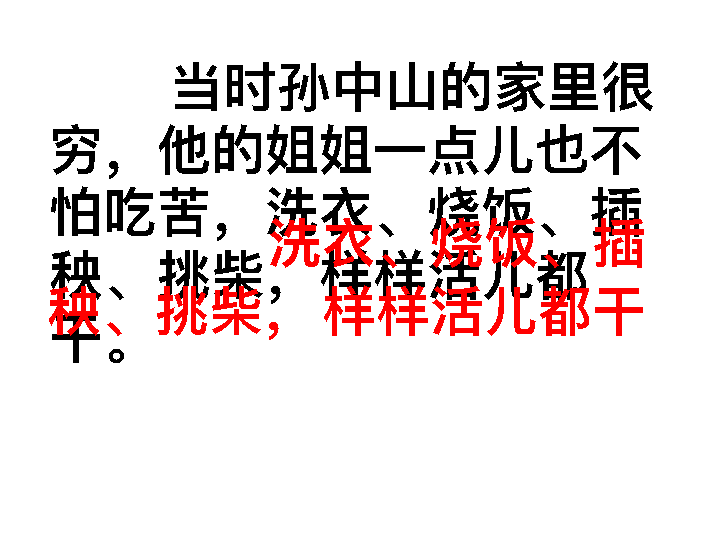 当时孙中山的家里很
穷，他的姐姐一点儿也不
怕吃苦，洗衣、烧饭、插
秧、挑柴，样样活儿都
干。
洗衣、烧饭、插
秧、挑柴，样样活儿都干